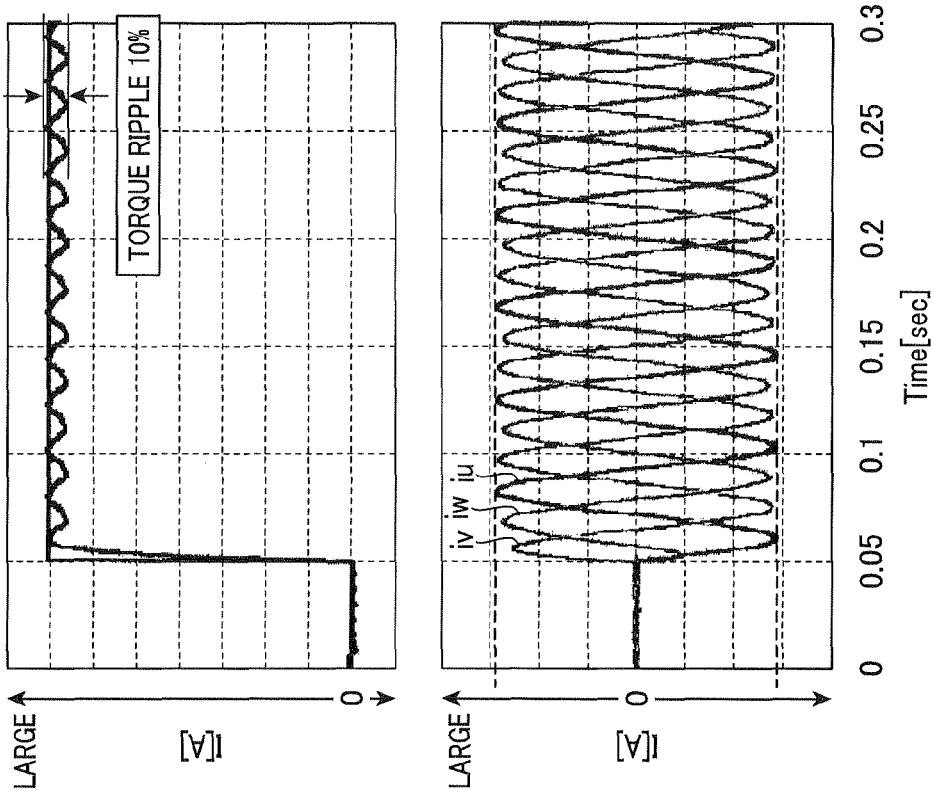 LARGE
I[A]
0
TORQUE RIPPLE 10%
LARGE
I[A]
0
iv iw iu
0 0.05 0.1 0.15 0.2 0.25 0.3
Time[sec]